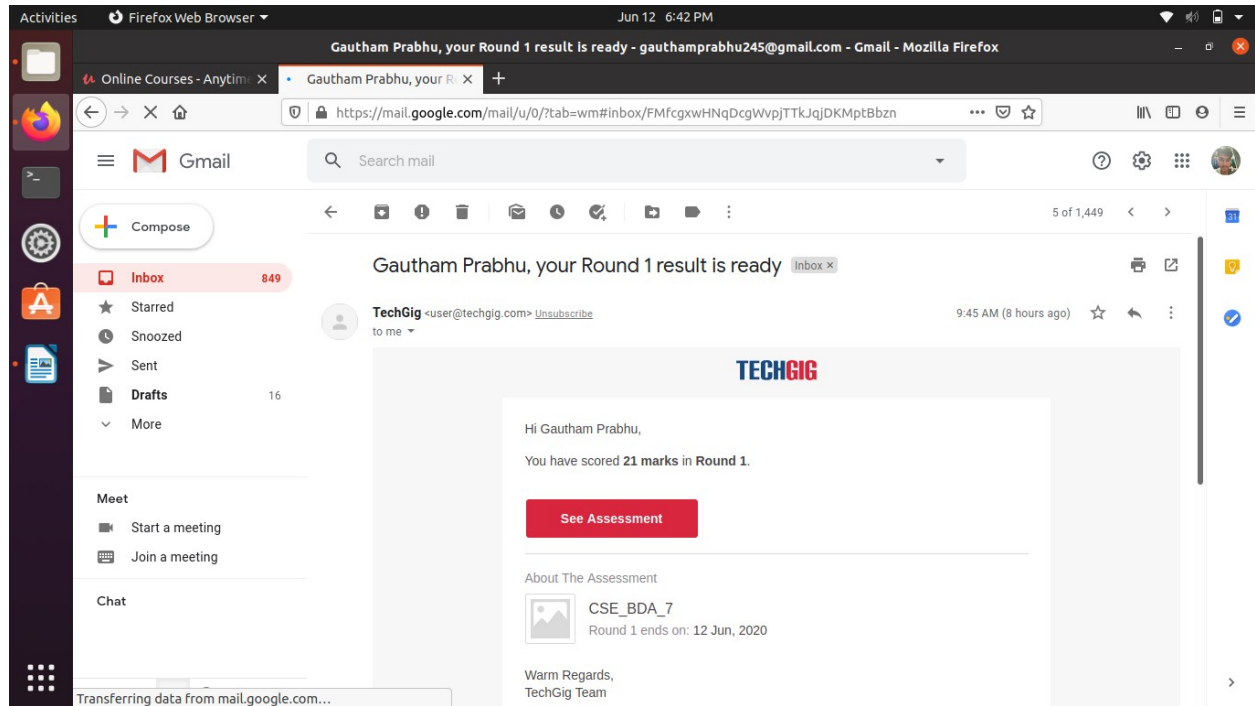 Activities
Firefox Web Browser
Jun 12 6:42 PM
Gautham Prabhu, your Round 1 result is ready - gauthamprabhu245@gmail.com - Gmail - Mozilla Firefox
Online Courses - Anytim
Gautham Prabhu, your R
https://mail.google.com/mail/u/0/?tab=wm#inbox/FMfcgxwHNqDcgWvpjTTkJqjDKMptBbzn
Gmail
Search mail
Compose
5 of 1,449
31
Inbox 849
Starred
Snoozed
Sent
Drafts 16
More
Meet
Start a meeting
Join a meeting
Chat
Gautham Prabhu, your Round 1 result is ready Inbox ×
TechGig <user@techgig.com> Unsubscribe
9:45 AM (8 hours ago)
to me
TECHGIG
Hi Gautham Prabhu,
You have scored 21 marks in Round 1.
See Assessment
About The Assessment
CSE_BDA_7
Round 1 ends on: 12 Jun, 2020
Warm Regards,
TechGig Team
Transferring data from mail.google.com...